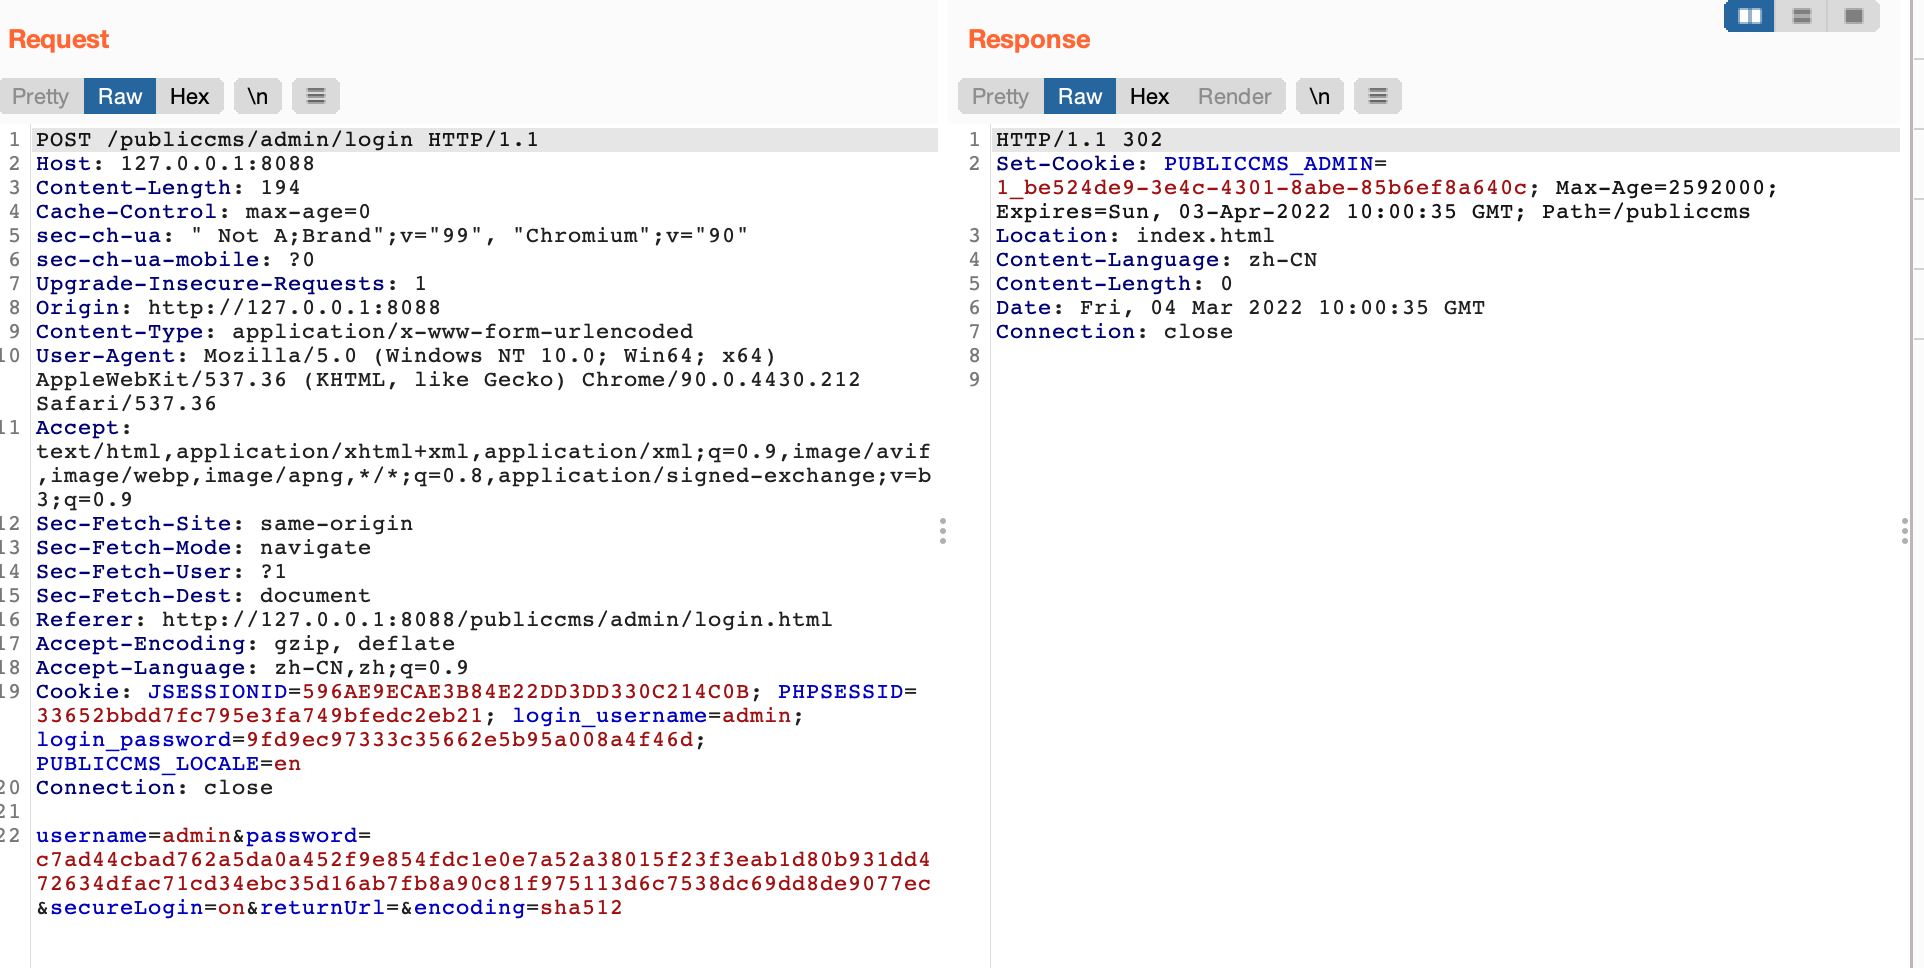 Request
Pretty Raw Hex \n
1 POST /publiccms/admin/login HTTP/1.1
2 Host: 127.0.0.1:8088
3 Content-Length: 194
4 Cache-Control: max-age=0
5 sec-ch-ua: " Not A;Brand";v="99", "Chromium";v="90"
6 sec-ch-ua-mobile: ?0
7 Upgrade-Insecure-Requests: 1
8 Origin: http://127.0.0.1:8088
9 Content-Type: application/x-www-form-urlencoded
10 User-Agent: Mozilla/5.0 (Windows NT 10.0; Win64; x64)
AppleWebKit/537.36 (KHTML, like Gecko) Chrome/90.0.4430.212
Safari/537.36
11 Accept:
text/html,application/xhtml+xml,application/xml;q=0.9,image/avif
,image/webp,image/apng,*/*;q=0.8,application/signed-exchange;v=b
3;q=0.9
12 Sec-Fetch-Site: same-origin
13 Sec-Fetch-Mode: navigate
14 Sec-Fetch-User: ?1
15 Sec-Fetch-Dest: document
16 Referer: http://127.0.0.1:8088/publiccms/admin/login.html
17 Accept-Encoding: gzip, deflate
18 Accept-Language: zh-CN,zh;q=0.9
19 Cookie: JSESSIONID=596AE9ECAE3B84E22DD3DD330C214C0B; PHPSESSID=
33652bbdd7fc795e3fa749bfedc2eb21; login_username=admin;
login_password=9fd9ec97333c35662e5b95a008a4f46d;
PUBLICCMS_LOCALE=en
20 Connection: close
21
22 username=admin&password=
c7ad44cbad762a5da0a452f9e854fdc1e0e7a52a38015f23f3eab1d80b931dd4
72634dfac71cd34ebc35d16ab7fb8a90c81f975113d6c7538dc69dd8de9077ec
&secureLogin=on&returnUrl=&encoding=sha512
Response
Pretty Raw Hex Render \n
1 HTTP/1.1 302
2 Set-Cookie: PUBLICCMS_ADMIN=
1_be524de9-3e4c-4301-8abe-85b6ef8a640c; Max-Age=2592000;
Expires=Sun, 03-Apr-2022 10:00:35 GMT; Path=/publiccms
3 Location: index.html
4 Content-Language: zh-CN
5 Content-Length: 0
6 Date: Fri, 04 Mar 2022 10:00:35 GMT
7 Connection: close
8
9